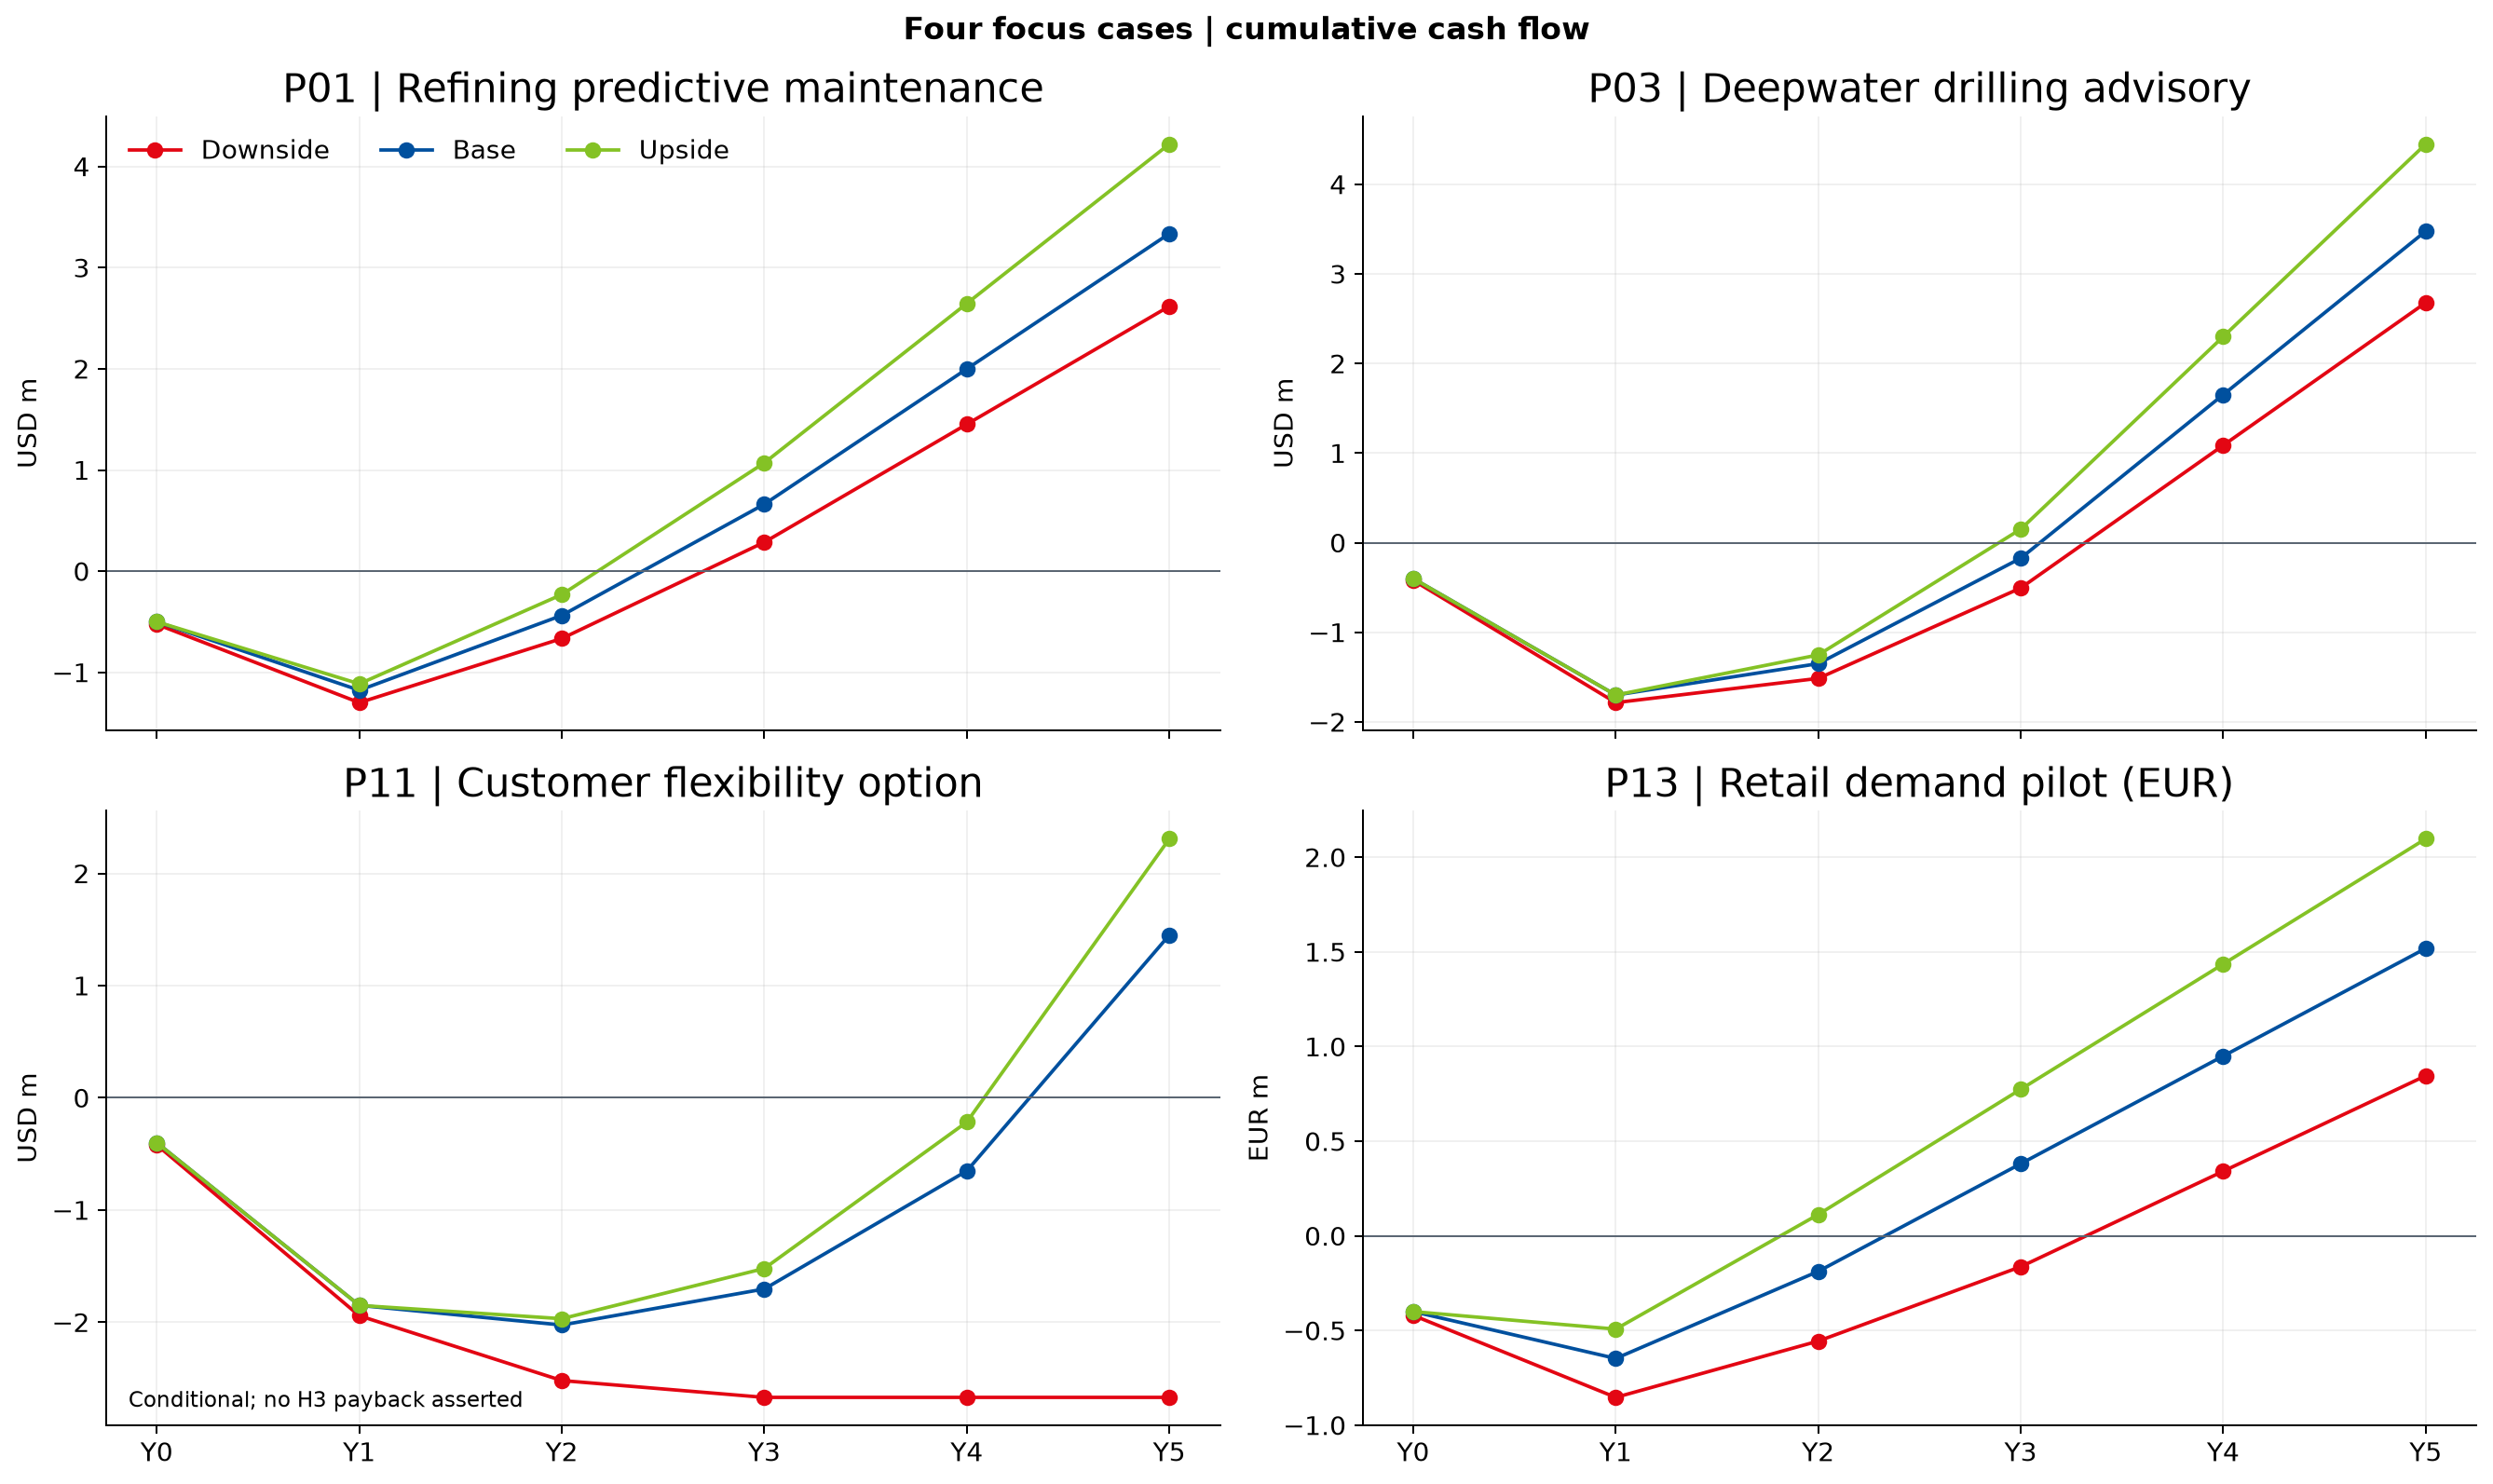 Four focus cases | cumulative cash flow
P01 | Refining predictive maintenance
Downside Base Upside
4
3
2
1
0
−1
USD m
P03 | Deepwater drilling advisory
4
3
2
1
0
−1
−2
USD m
P11 | Customer flexibility option
2
1
0
−1
−2
USD m
Conditional; no H3 payback asserted
Y0 Y1 Y2 Y3 Y4 Y5
P13 | Retail demand pilot (EUR)
2.0
1.5
1.0
0.5
0.0
−0.5
−1.0
EUR m
Y0 Y1 Y2 Y3 Y4 Y5